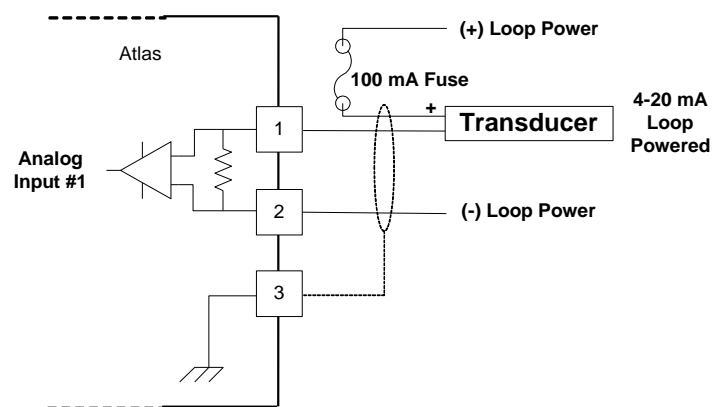 (+) Loop Power
Atlas
100 mA Fuse
+
Transducer
4-20 mA
Loop
Powered
1
Analog
Input #1
2
(-) Loop Power
3